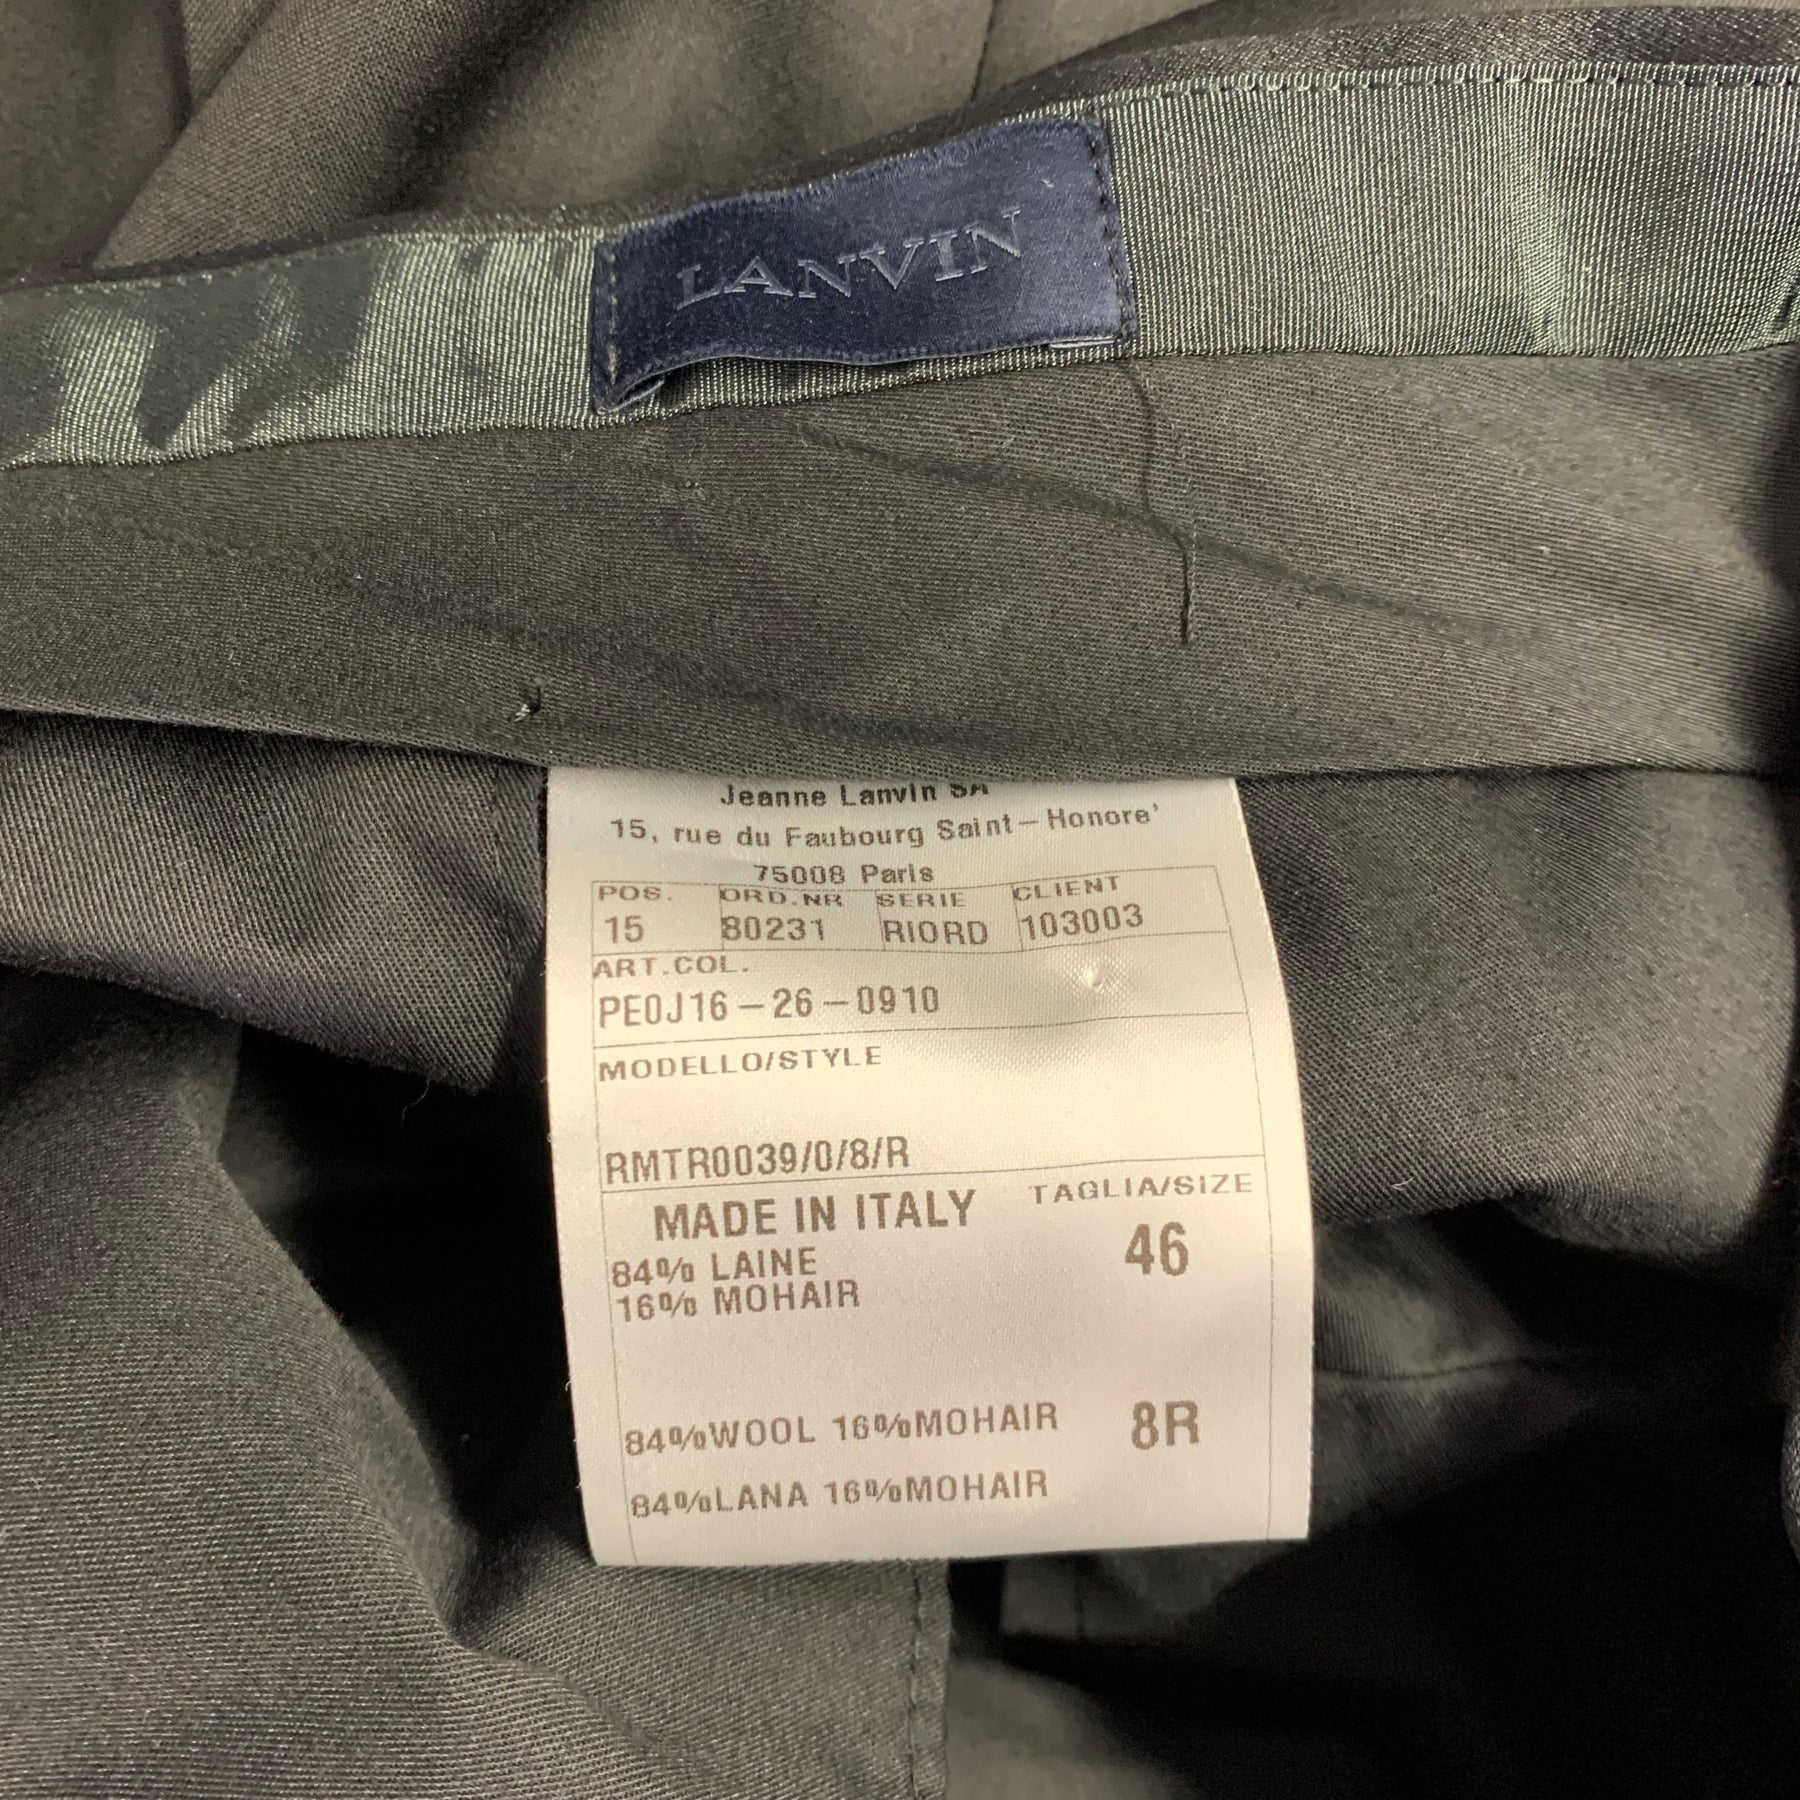 LANVIN
Jeanne Lanvin SA
15, rue du Faubourg Saint-Honore'
75008 Paris
POS. ORD.NR SERIE CLIENT
15 80231 RIORD 103003
ART.COL.
PE0J16-26-0910
MODELLO/STYLE
RMTR0039/0/8/R
MADE IN ITALY TAGLIA/SIZE
84% LAINE 46
16% MOHAIR
84%WOOL 16%MOHAIR 8R
84%LANA 16%MOHAIR